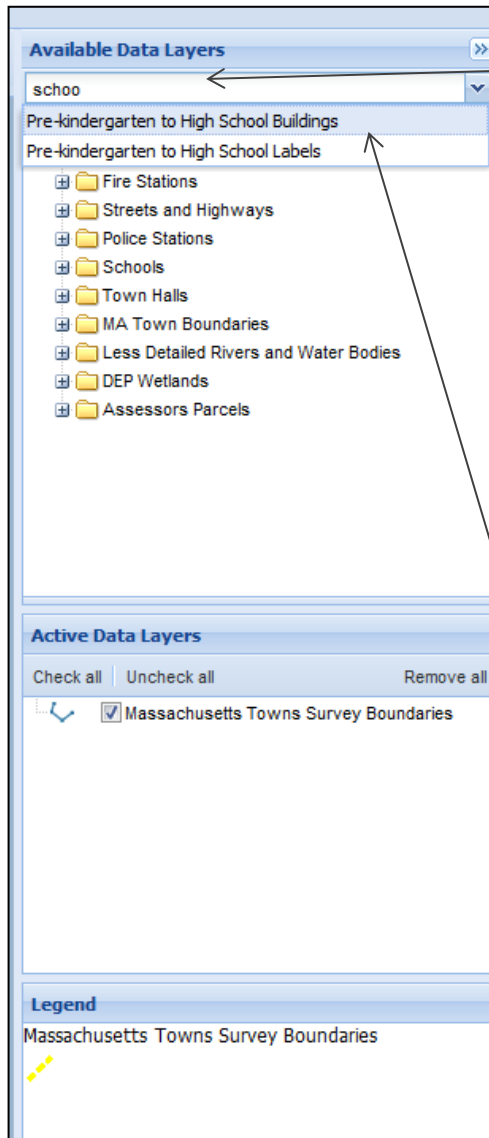 Available Data Layers
schoo
Pre-kindergarten to High School Buildings
Pre-kindergarten to High School Labels
Fire Stations
Streets and Highways
Police Stations
Schools
Town Halls
MA Town Boundaries
Less Detailed Rivers and Water Bodies
DEP Wetlands
Assessors Parcels
Active Data Layers
Check all Uncheck all Remove all
Massachusetts Towns Survey Boundaries
Legend
Massachusetts Towns Survey Boundaries